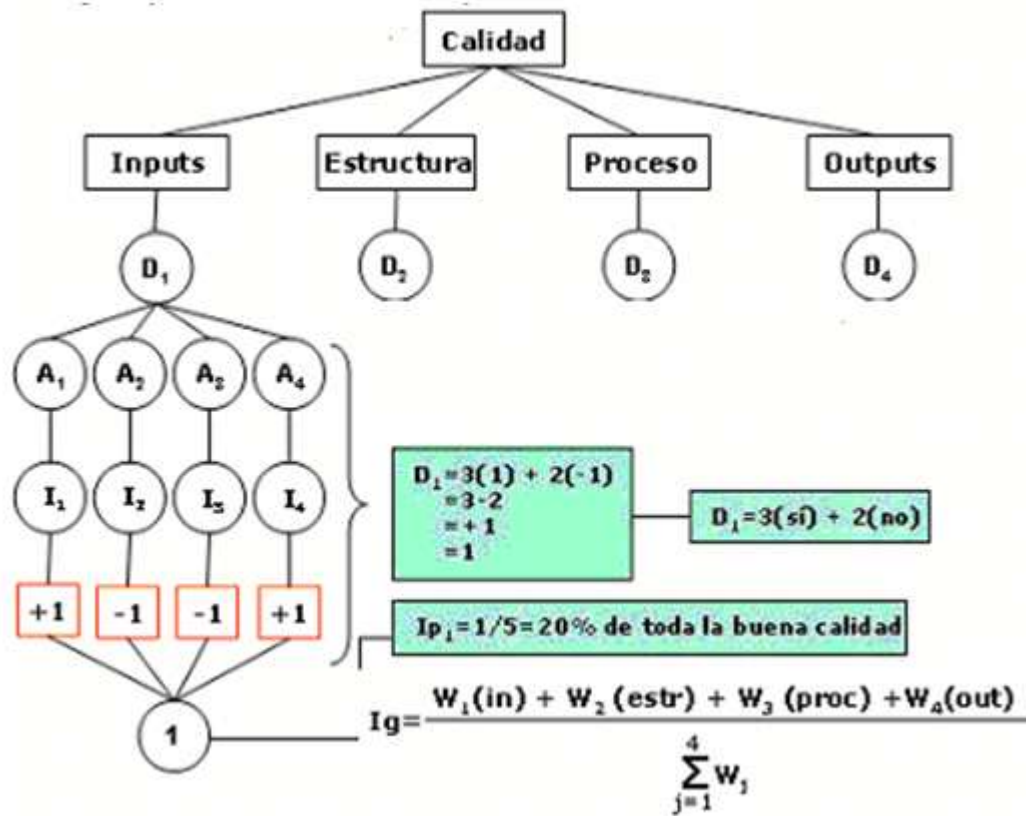 Calidad
Inputs Estructura Proceso Outputs
D₁ D₂ D₃ D₄
A₁ A₂ A₃ A₄
I₁ I₂ I₃ I₄
+1 -1 -1 +1
1
D₁=3(1) + 2(-1)
=3-2
=+1
=1
D₁=3(sí) + 2(no)
Ip₁=1/5=20% de toda la buena calidad
Ig= W₁(in) + W₂(estr) + W₃(proc) +W₄(out)
4
∑ Wⱼ
j=1